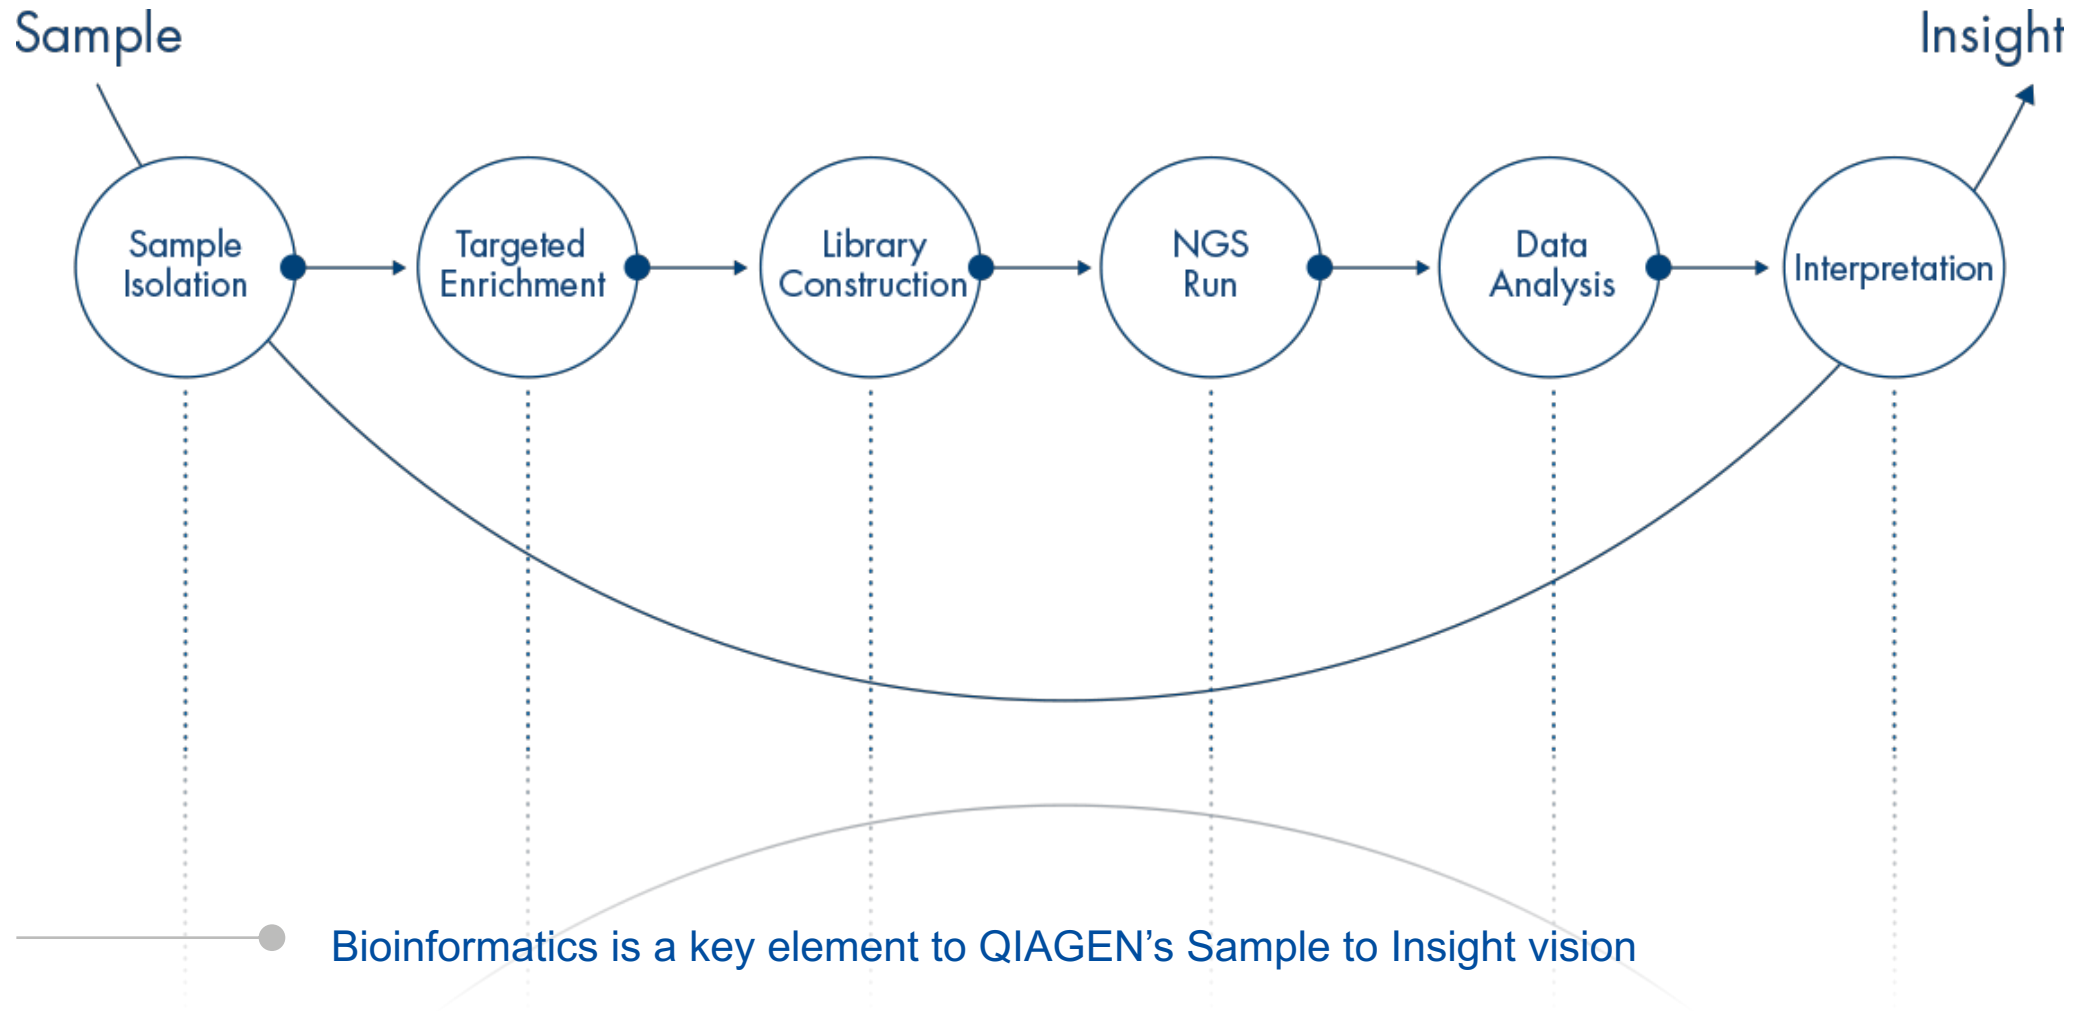 Sample
Insight
Sample
Isolation
Targeted
Enrichment
Library
Construction
NGS
Run
Data
Analysis
Interpretation
Bioinformatics is a key element to QIAGEN’s Sample to Insight vision